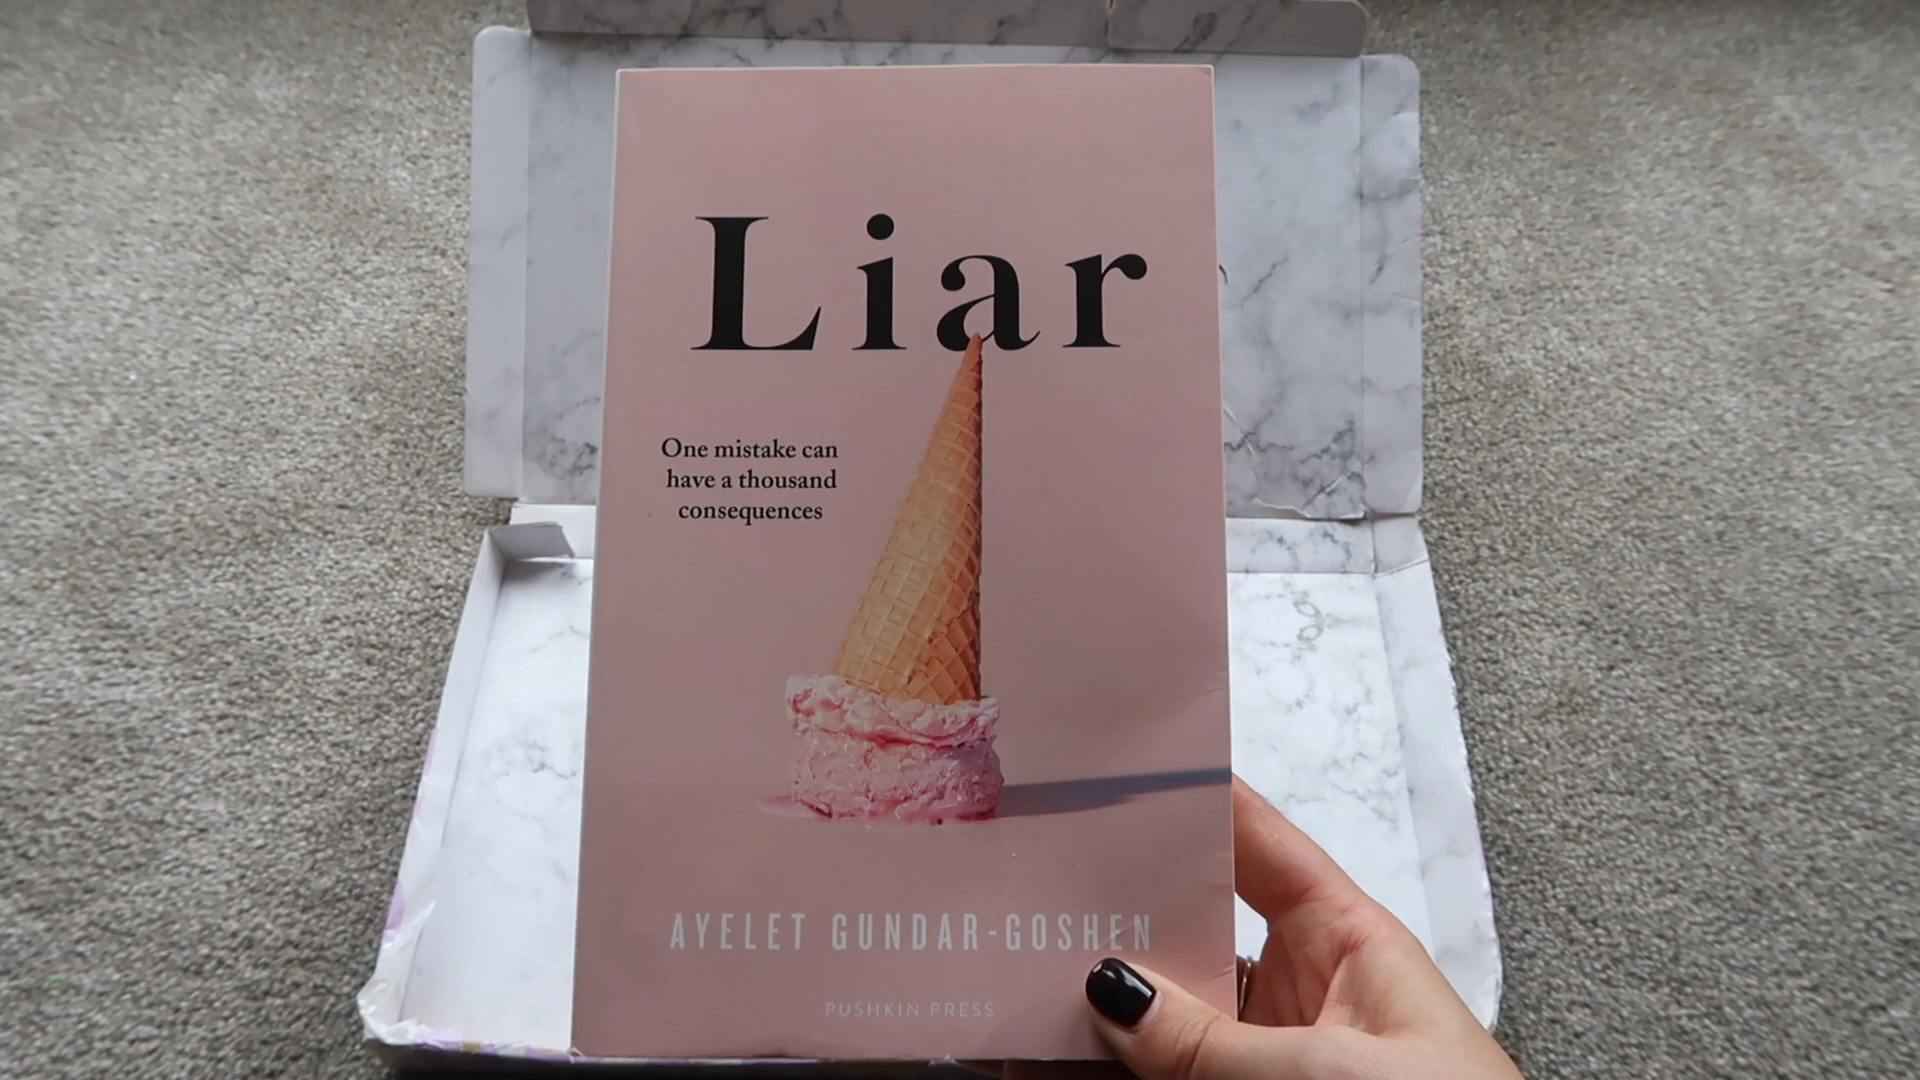 Liar
One mistake can
have a thousand
consequences
AYELET GUNDAR-GOSHEN
PUSHKIN PRESS